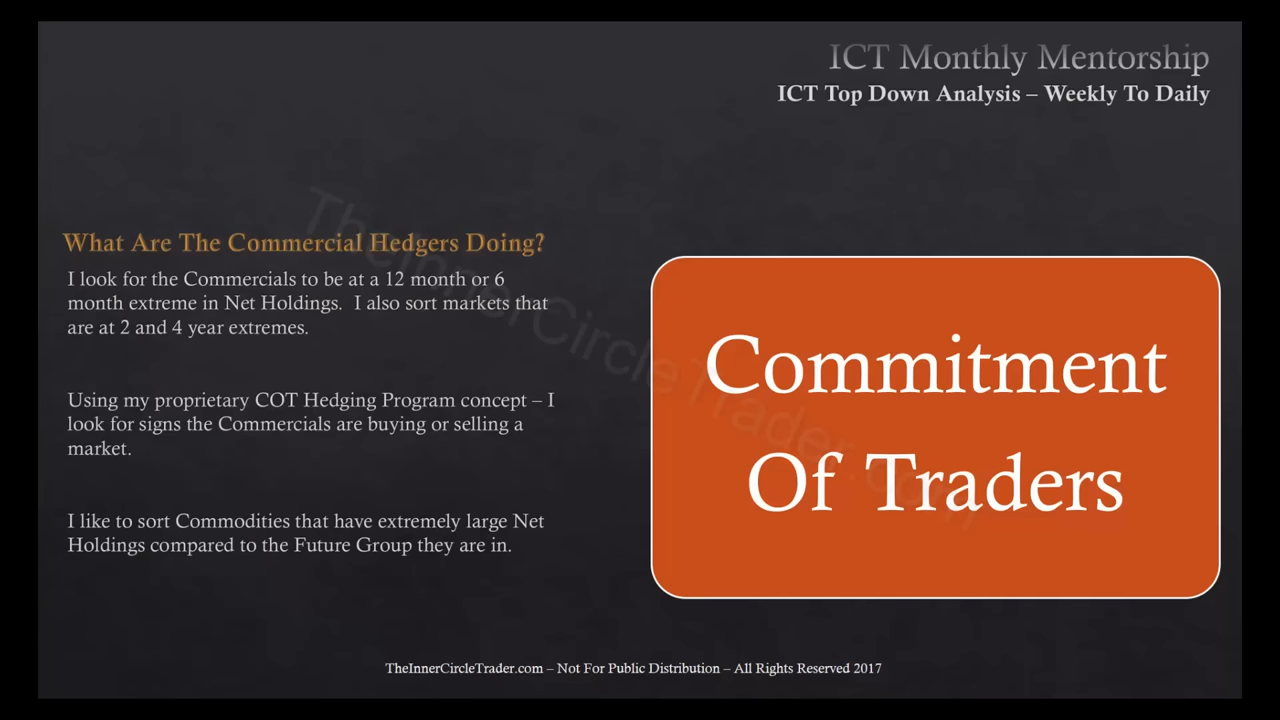 ICT Monthly Mentorship
ICT Top Down Analysis – Weekly To Daily
What Are The Commercial Hedgers Doing?
I look for the Commercials to be at a 12 month or 6
month extreme in Net Holdings.  I also sort markets that
are at 2 and 4 year extremes.
Using my proprietary COT Hedging Program concept – I
look for signs the Commercials are buying or selling a
market.
I like to sort Commodities that have extremely large Net
Holdings compared to the Future Group they are in.
Commitment
Of Traders
TheInnerCircleTrader.com
TheInnerCircleTrader.com – Not For Public Distribution – All Rights Reserved 2017